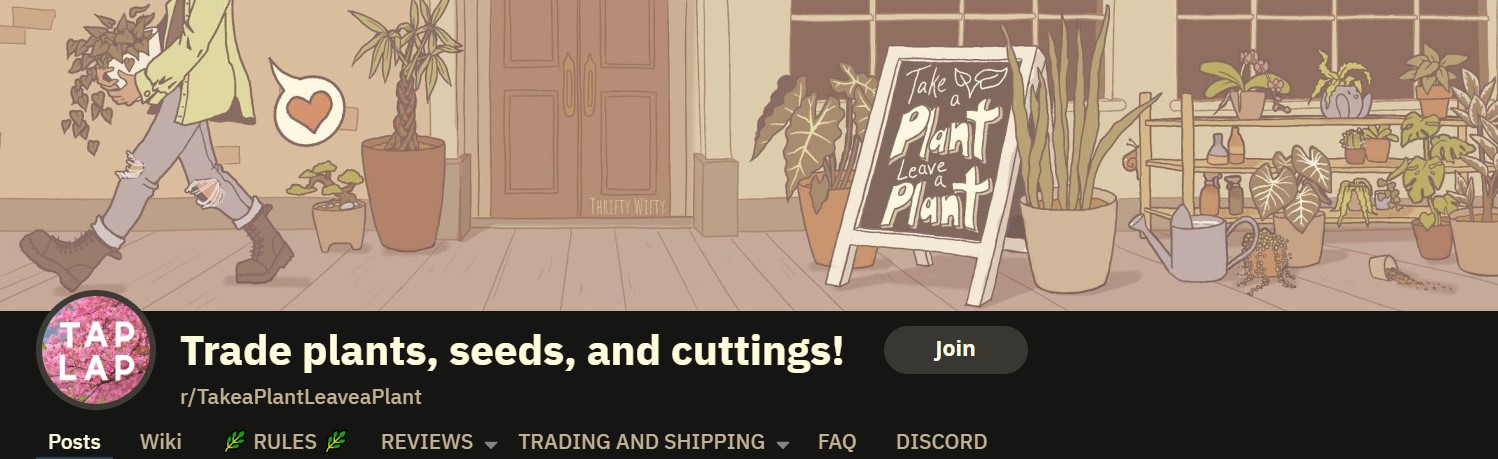 Take
a
Plant
Leave
a
Plant
THRIFTY WIFTY
TAP
LAP
Trade plants, seeds, and cuttings!
Join
r/TakeaPlantLeaveaPlant
Posts Wiki RULES REVIEWS TRADING AND SHIPPING FAQ DISCORD